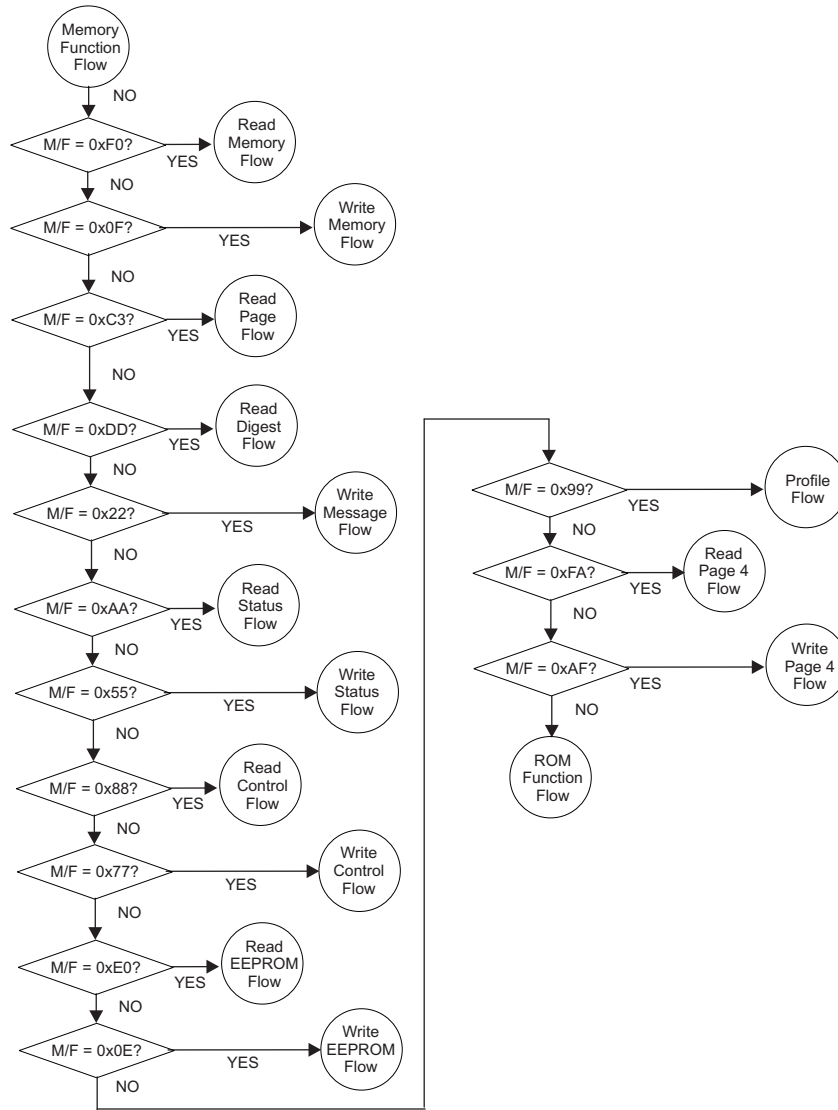 Memory
Function
Flow
NO
M/F = 0xF0?
YES
Read
Memory
Flow
NO
M/F = 0x0F?
YES
Write
Memory
Flow
NO
M/F = 0xC3?
YES
Read
Page
Flow
NO
M/F = 0xDD?
YES
Read
Digest
Flow
NO
M/F = 0x22?
YES
Write
Message
Flow
NO
M/F = 0xAA?
YES
Read
Status
Flow
NO
M/F = 0x55?
YES
Write
Status
Flow
NO
M/F = 0x88?
YES
Read
Control
Flow
NO
M/F = 0x77?
YES
Write
Control
Flow
NO
M/F = 0xE0?
YES
Read
EEPROM
Flow
NO
M/F = 0x0E?
YES
Write
EEPROM
Flow
NO
M/F = 0x99?
YES
Profile
Flow
NO
M/F = 0xFA?
YES
Read
Page 4
Flow
NO
M/F = 0xAF?
YES
Write
Page 4
Flow
NO
ROM
Function
Flow